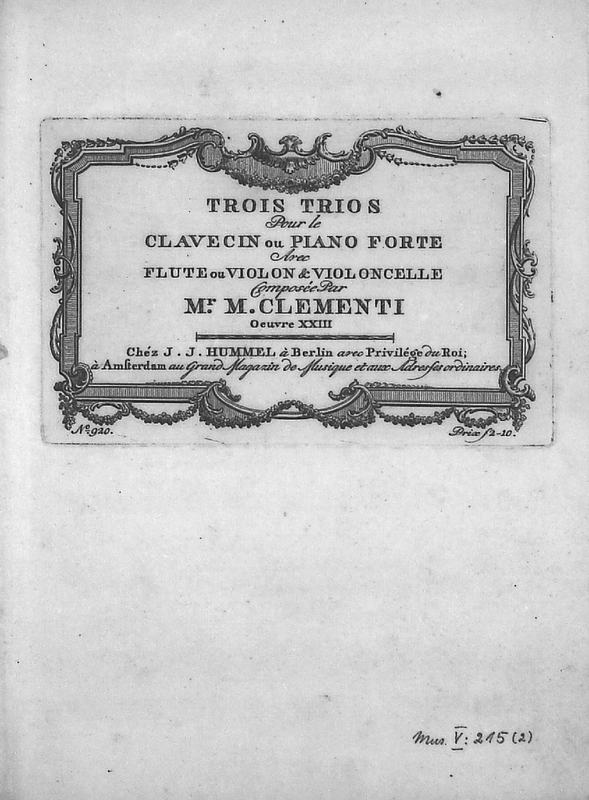 TROIS TRIOS
Pour le
CLAVECIN ou PIANO FORTE
Avec
FLUTE ou VIOLON & VIOLONCELLE
Composée Par
Mr. M. CLEMENTI
Oeuvre XXIII
Chéz J. J. HUMMEL à Berlin avec Privilége du Roi;
à Amsterdam au Grand Magazin de Musique et aux Adresses ordinaires.
No. 920. Prix f 2-10.
Mus. V: 215 (2)